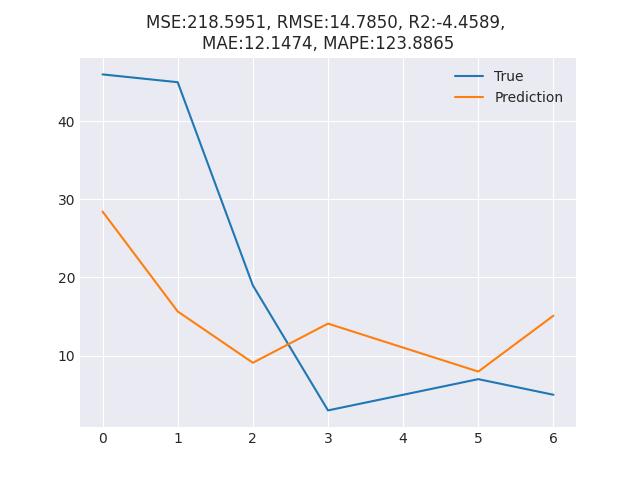 MSE:218.5951, RMSE:14.7850, R2:-4.4589,
MAE:12.1474, MAPE:123.8865
True
Prediction
40
30
20
10
0 1 2 3 4 5 6